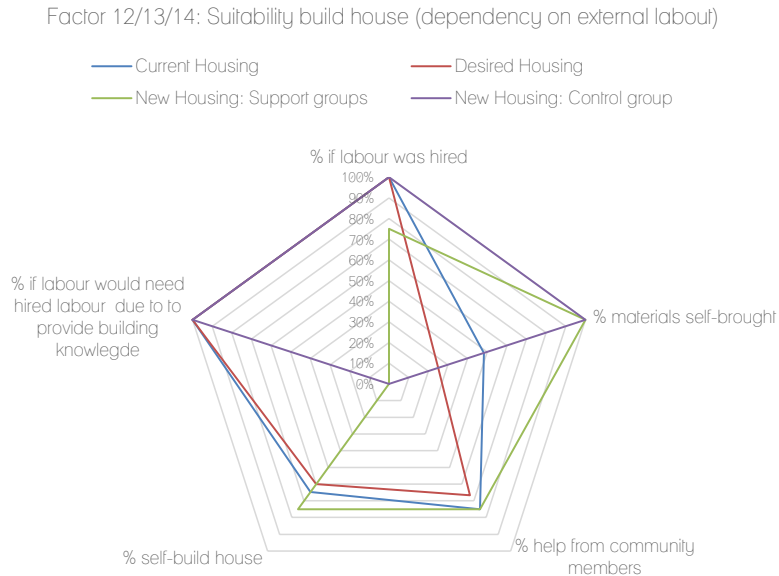 Factor 12/13/14: Suitability build house (dependency on external labout)
Current Housing
Desired Housing
New Housing: Support groups
New Housing: Control group
% if labour was hired
100%
90%
80%
70%
60%
50%
40%
30%
20%
10%
0%
% materials self-brought
% help from community
members
% self-build house
% if labour would need
hired labour due to to
provide building
knowlegde